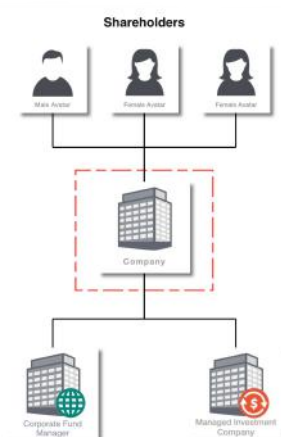 Shareholders
Male Avatar
Female Avatar
Female Avatar
Company
Corporate Fund
Manager
Managed Investment
Company
$